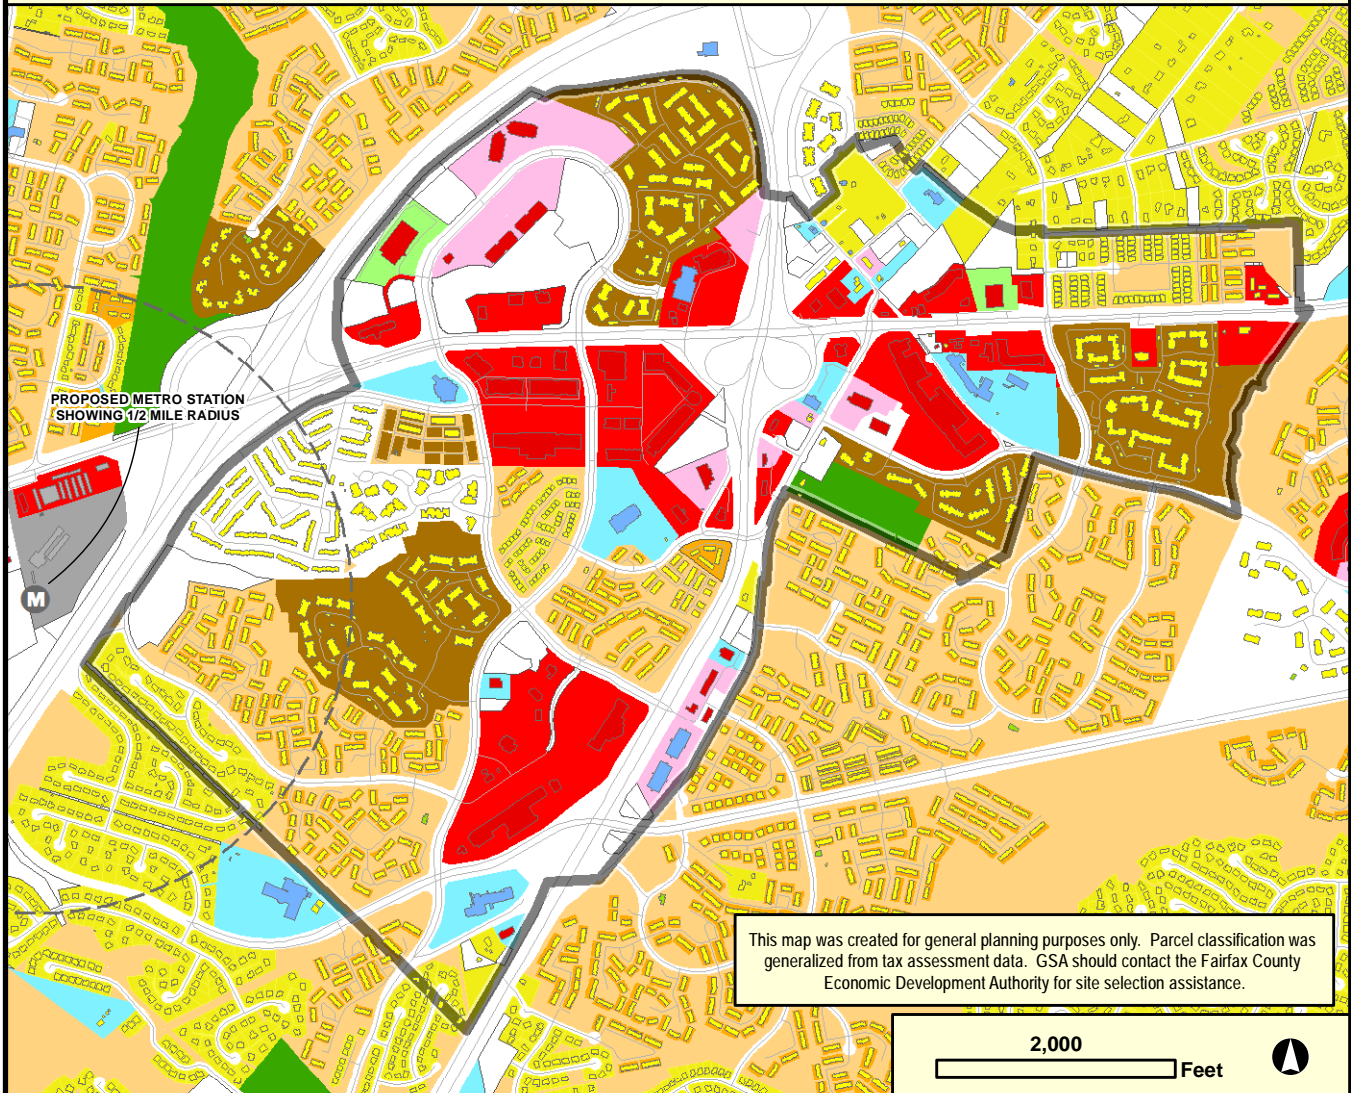 PROPOSED METRO STATION
SHOWING 1/2 MILE RADIUS
M
This map was created for general planning purposes only. Parcel classification was
generalized from tax assessment data. GSA should contact the Fairfax County
Economic Development Authority for site selection assistance.
2,000
Feet